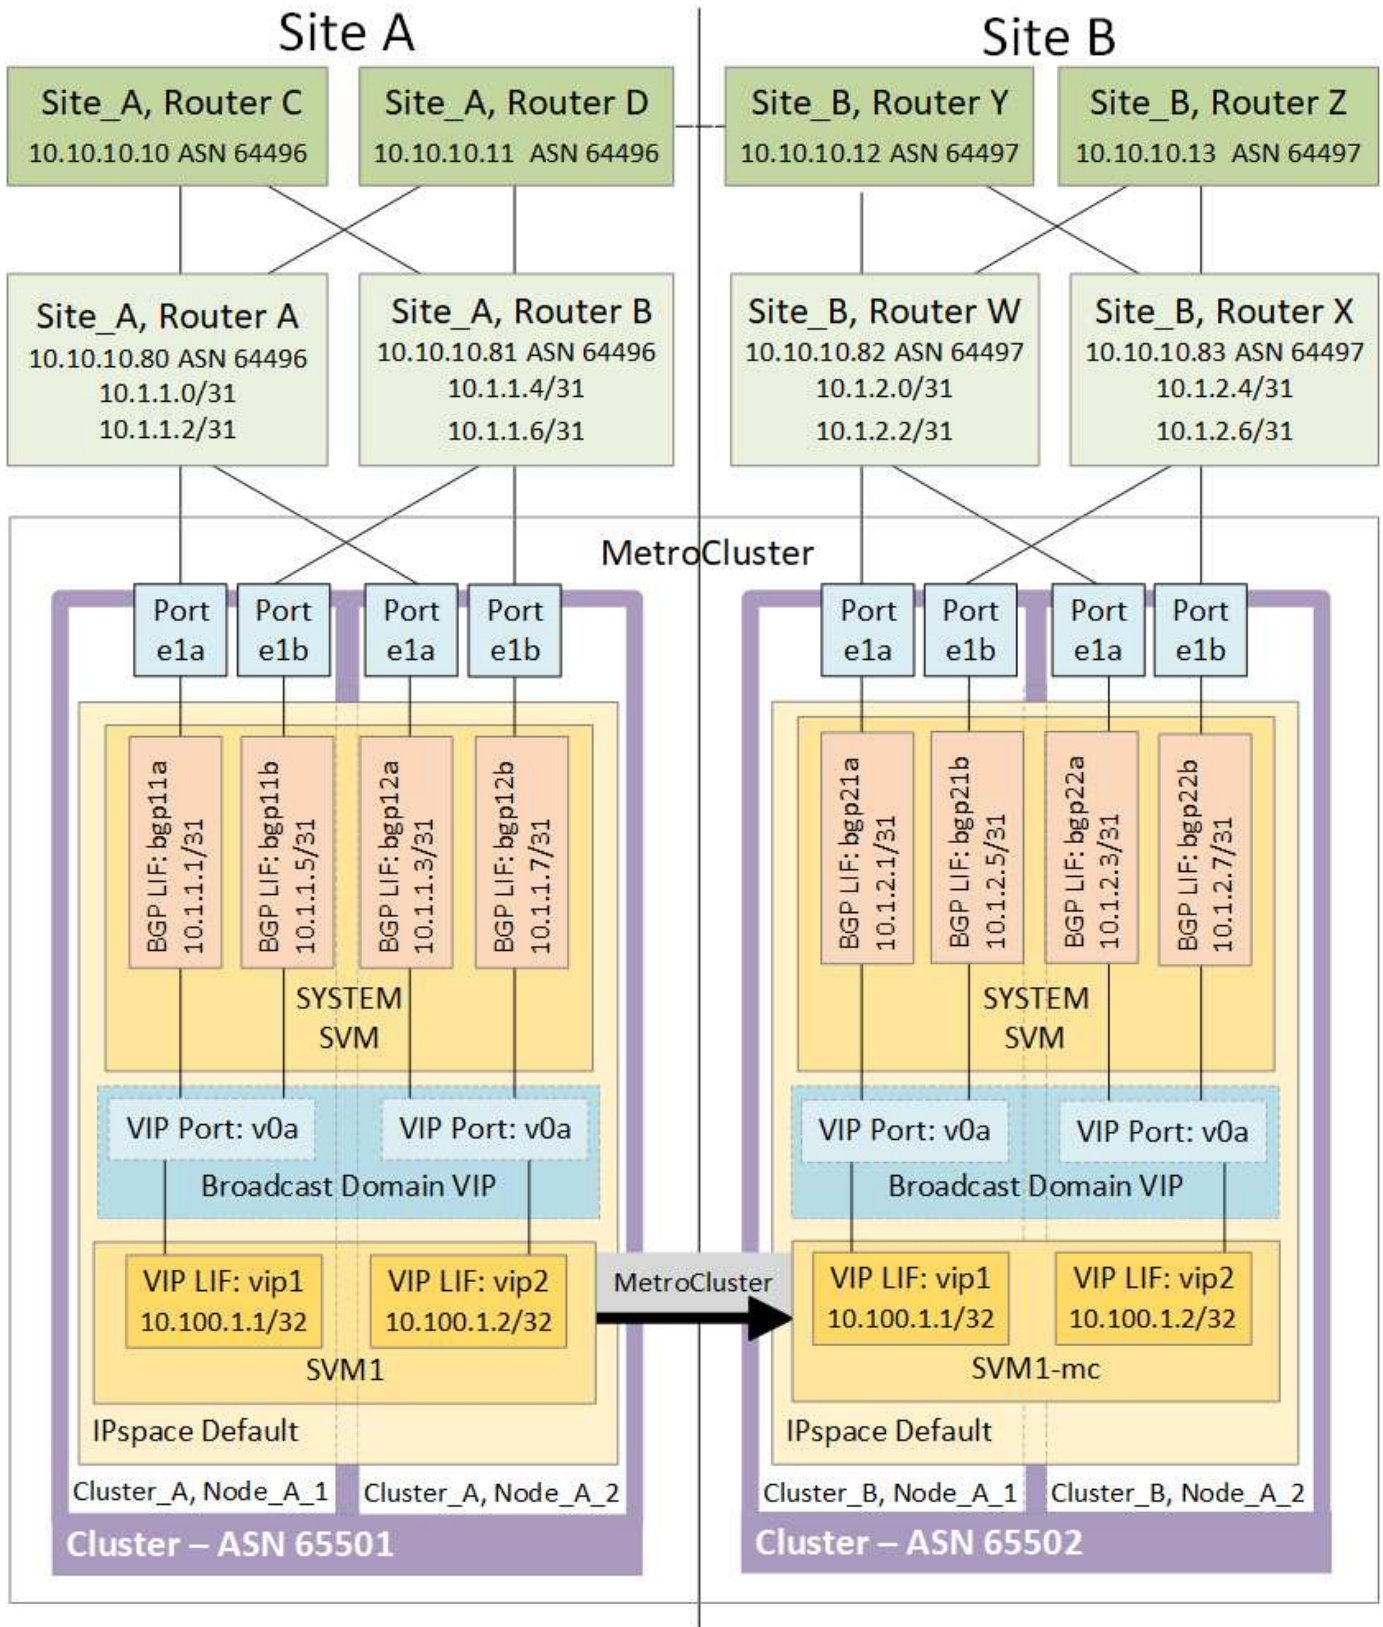 Site A
Site B
Site_A, Router C
10.10.10.10 ASN 64496
Site_A, Router D
10.10.10.11 ASN 64496
Site_B, Router Y
10.10.10.12 ASN 64497
Site_B, Router Z
10.10.10.13 ASN 64497
Site_A, Router A
10.10.10.80 ASN 64496
10.1.1.0/31
10.1.1.2/31
Site_A, Router B
10.10.10.81 ASN 64496
10.1.1.4/31
10.1.1.6/31
Site_B, Router W
10.10.10.82 ASN 64497
10.1.2.0/31
10.1.2.2/31
Site_B, Router X
10.10.10.83 ASN 64497
10.1.2.4/31
10.1.2.6/31
MetroCluster
Port
e1a
Port
e1b
Port
e1a
Port
e1b
Port
e1a
Port
e1b
Port
e1a
Port
e1b
BGP LIF: bgp11a
10.1.1.1/31
BGP LIF: bgp11b
10.1.1.5/31
BGP LIF: bgp12a
10.1.1.3/31
BGP LIF: bgp12b
10.1.1.7/31
SYSTEM
SVM
BGP LIF: bgp21a
10.1.2.1/31
BGP LIF: bgp21b
10.1.2.5/31
BGP LIF: bgp22a
10.1.2.3/31
BGP LIF: bgp22b
10.1.2.7/31
SYSTEM
SVM
VIP Port: v0a
VIP Port: v0a
Broadcast Domain VIP
VIP Port: v0a
VIP Port: v0a
Broadcast Domain VIP
VIP LIF: vip1
10.100.1.1/32
VIP LIF: vip2
10.100.1.2/32
SVM1
MetroCluster
VIP LIF: vip1
10.100.1.1/32
VIP LIF: vip2
10.100.1.2/32
SVM1-mc
IPspace Default
IPspace Default
Cluster_A, Node_A_1
Cluster_A, Node_A_2
Cluster_B, Node_A_1
Cluster_B, Node_A_2
Cluster – ASN 65501
Cluster – ASN 65502